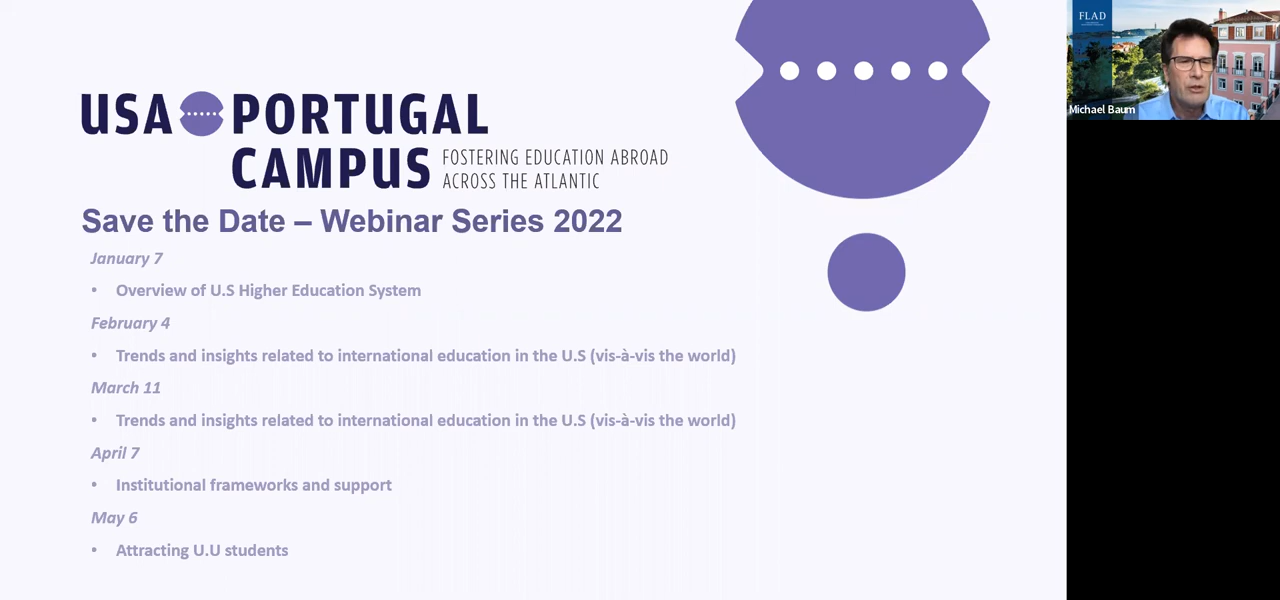 USA PORTUGAL
CAMPUS
FOSTERING EDUCATION ABROAD
ACROSS THE ATLANTIC
Save the Date – Webinar Series 2022
January 7
• Overview of U.S Higher Education System
February 4
• Trends and insights related to international education in the U.S (vis-à-vis the world)
March 11
• Trends and insights related to international education in the U.S (vis-à-vis the world)
April 7
• Institutional frameworks and support
May 6
• Attracting U.U students
FLAD
Michael Baum